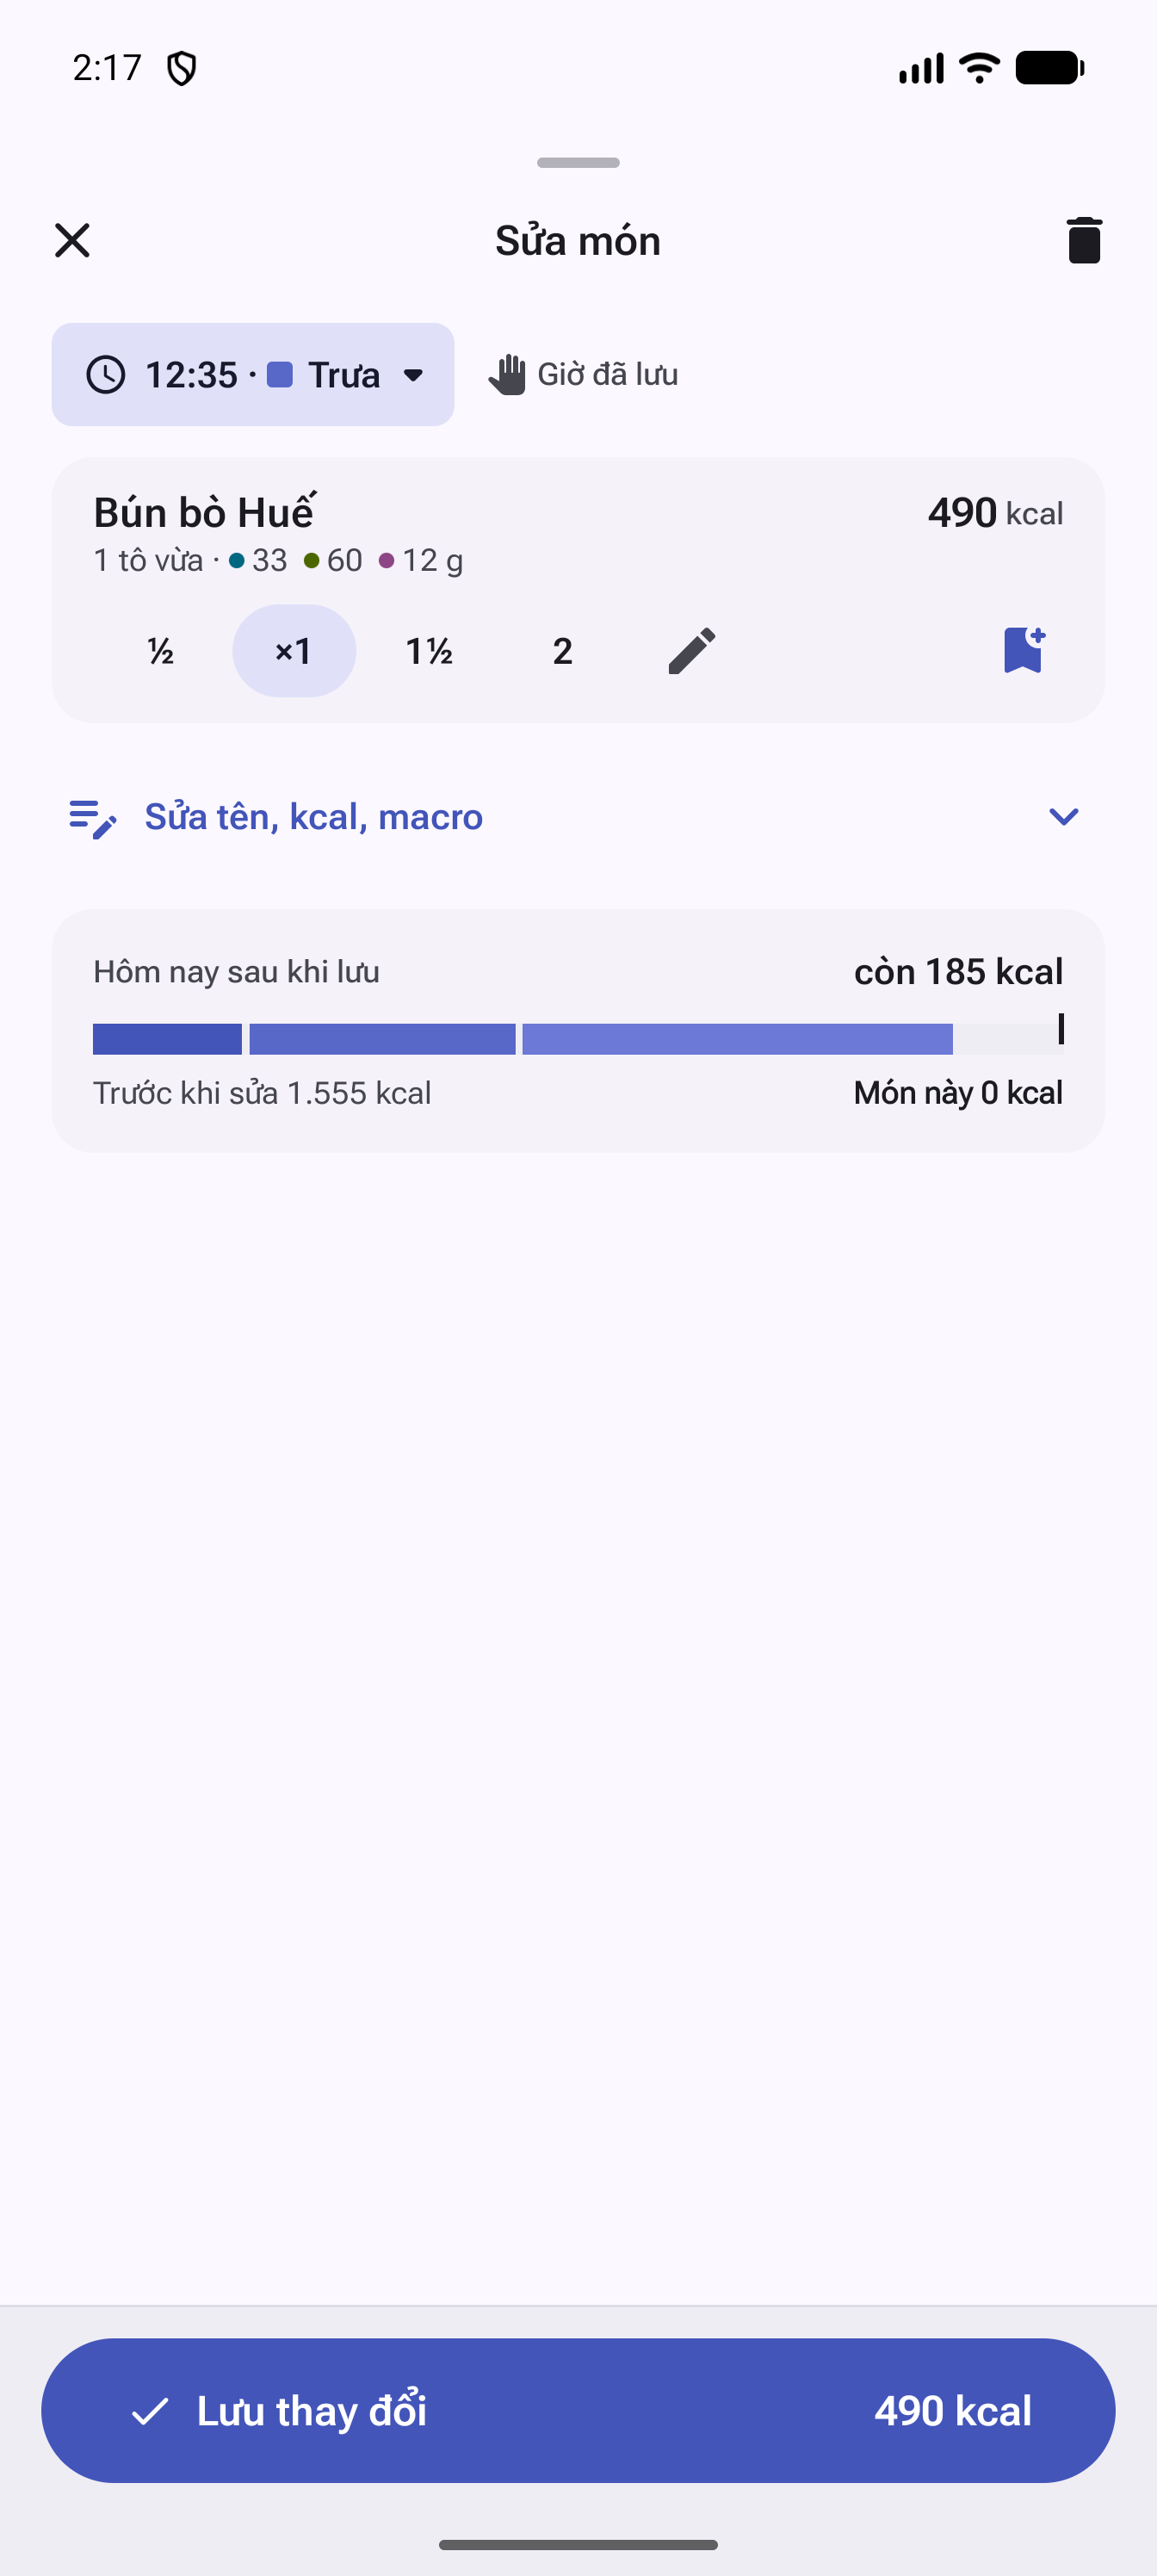 2:17
Sửa món
12:35 · Trưa
Giờ đã lưu
Bún bò Huế
490 kcal
1 tô vừa · 33 60 12 g
½ ×1 1½ 2
Sửa tên, kcal, macro
Hôm nay sau khi lưu
còn 185 kcal
Trước khi sửa 1.555 kcal
Món này 0 kcal
Lưu thay đổi
490 kcal